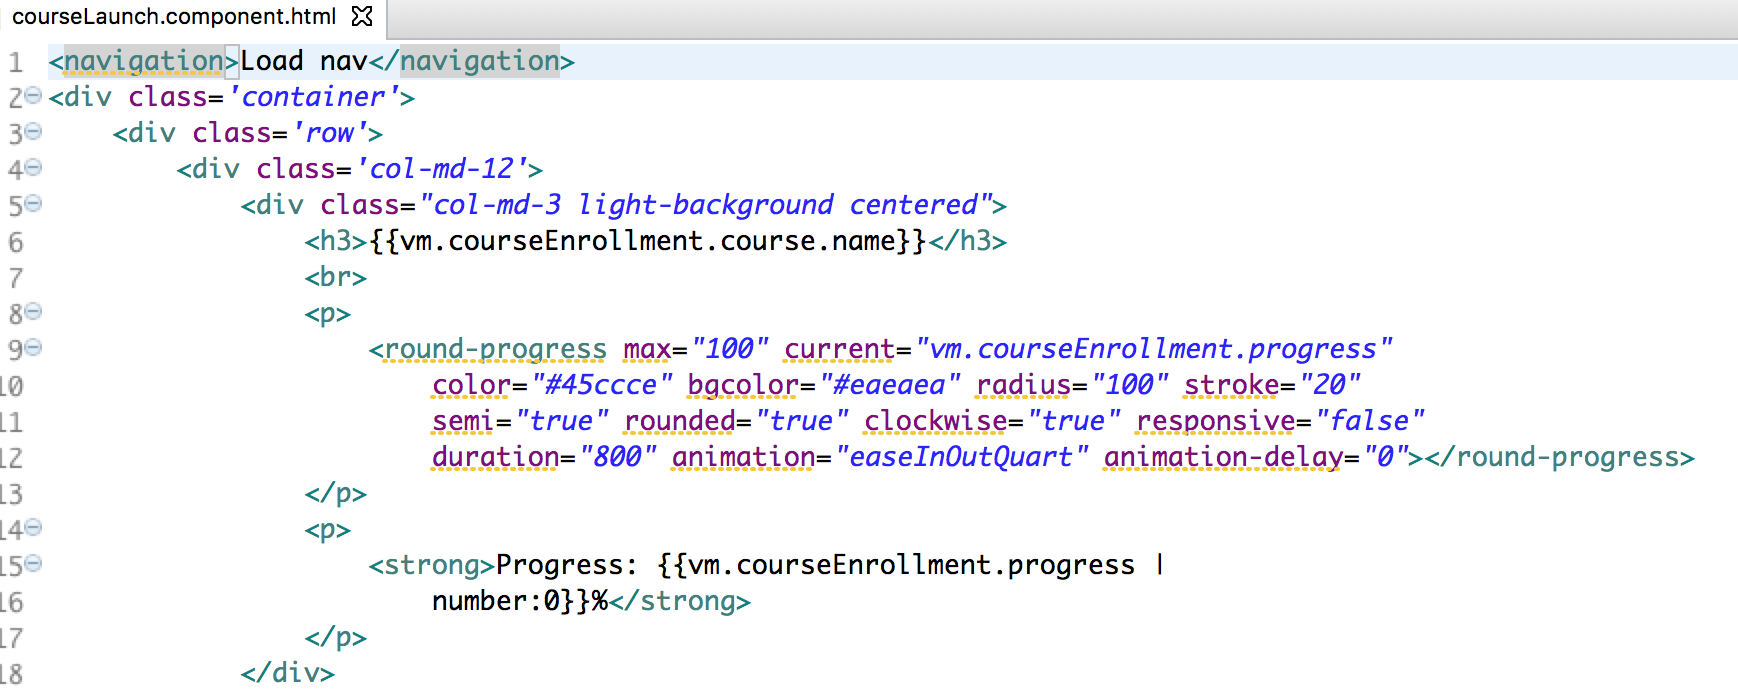 courseLaunch.component.html
1 <navigation>Load nav</navigation>
2 <div class='container'>
3 <div class='row'>
4 <div class='col-md-12'>
5 <div class="col-md-3 light-background centered">
6 <h3>{{vm.courseEnrollment.course.name}}</h3>
7 <br>
8 <p>
9 <round-progress max="100" current="vm.courseEnrollment.progress"
10 color="#45ccce" bgcolor="#eaeaea" radius="100" stroke="20"
11 semi="true" rounded="true" clockwise="true" responsive="false"
12 duration="800" animation="easeInOutQuart" animation-delay="0"></round-progress>
13 </p>
14 <p>
15 <strong>Progress: {{vm.courseEnrollment.progress |
16 number:0}}%</strong>
17 </p>
18 </div>